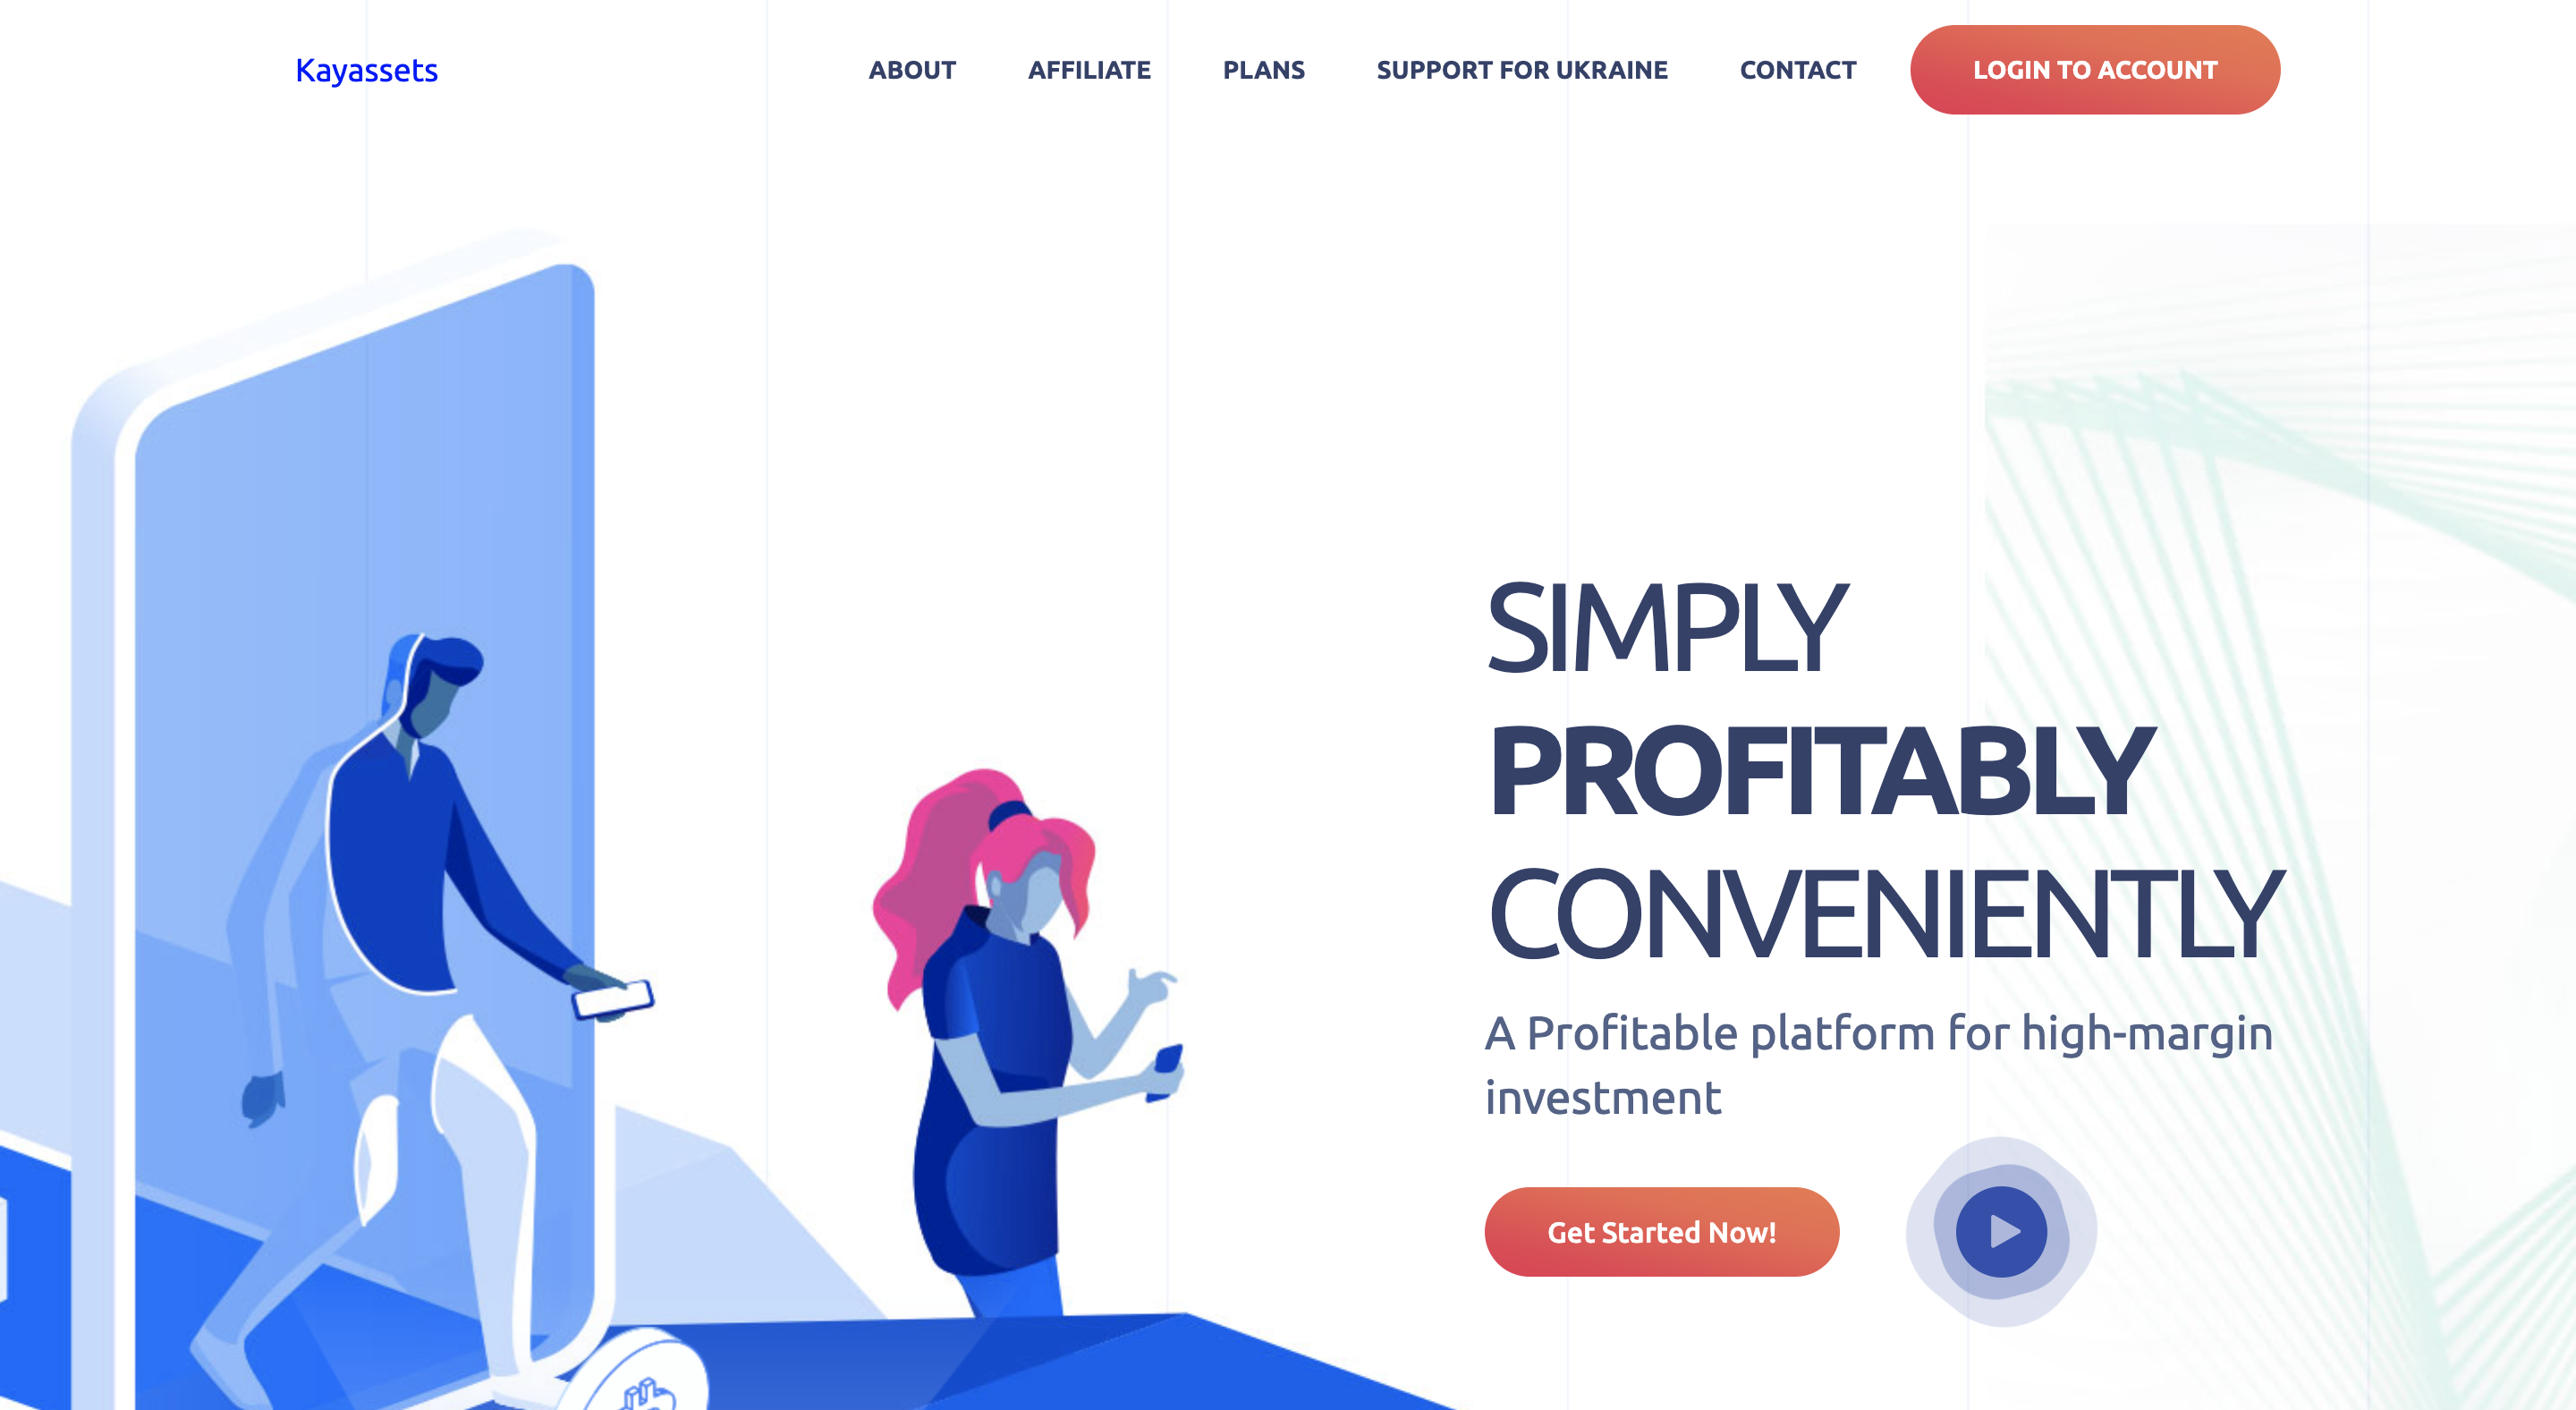 Kayassets
ABOUT
AFFILIATE
PLANS
SUPPORT FOR UKRAINE
CONTACT
LOGIN TO ACCOUNT
SIMPLY
PROFITABLY
CONVENIENTLY
A Profitable platform for high-margin
investment
Get Started Now!